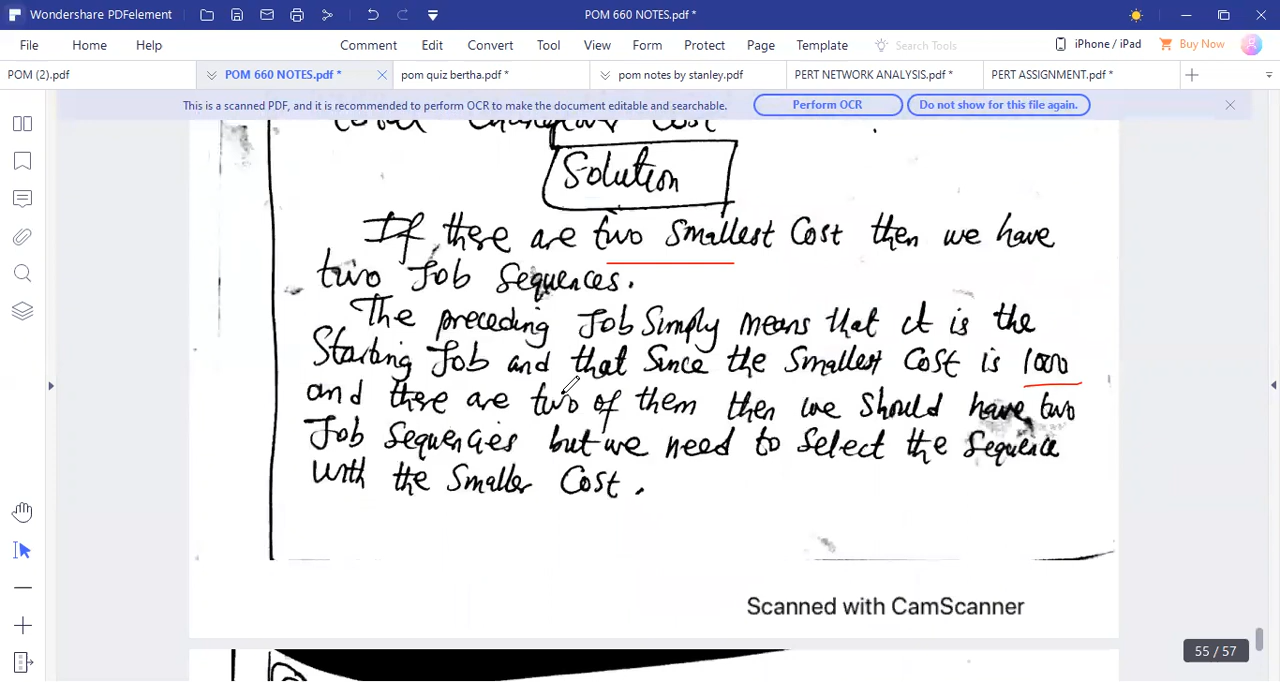 Wondershare PDFelement
POM 660 NOTES.pdf *
File Home Help Comment Edit Convert Tool View Form Protect Page Template Search Tools iPhone / iPad Buy Now
POM (2).pdf POM 660 NOTES.pdf * pom quiz bertha.pdf * pom notes by stanley.pdf PERT NETWORK ANALYSIS.pdf * PERT ASSIGNMENT.pdf *
This is a scanned PDF, and it is recommended to perform OCR to make the document editable and searchable. Perform OCR Do not show for this file again.
Cost
Solution
If there are two Smallest Cost then we have
two Job Sequences.
The preceding Job Simply means that it is the
Starting Job and that Since the Smallest Cost is 1000
and there are two of them then we Should have two
Job Sequencies but we need to Select the Sequence
With the Smaller Cost.
Scanned with CamScanner
55 / 57